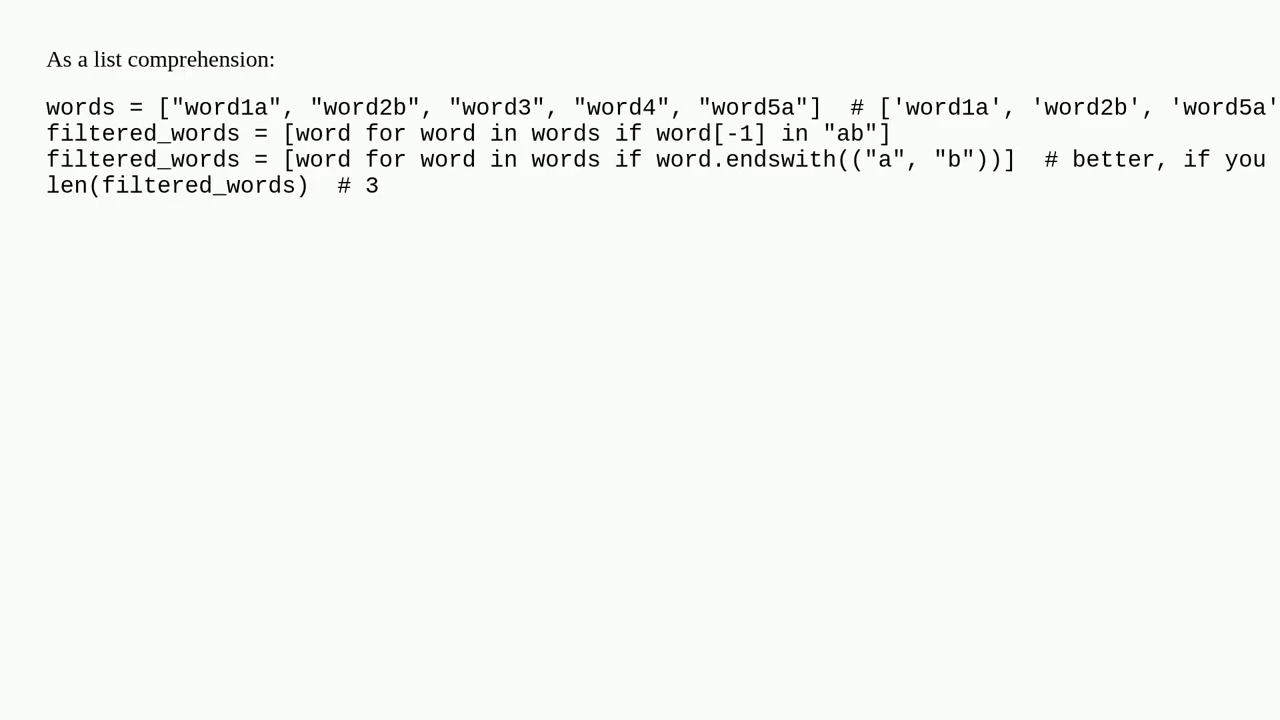 As a list comprehension:
words = ["word1a", "word2b", "word3", "word4", "word5a"]  # ['word1a', 'word2b', 'word5a'
filtered_words = [word for word in words if word[-1] in "ab"]
filtered_words = [word for word in words if word.endswith(("a", "b"))]  # better, if you
len(filtered_words)  # 3